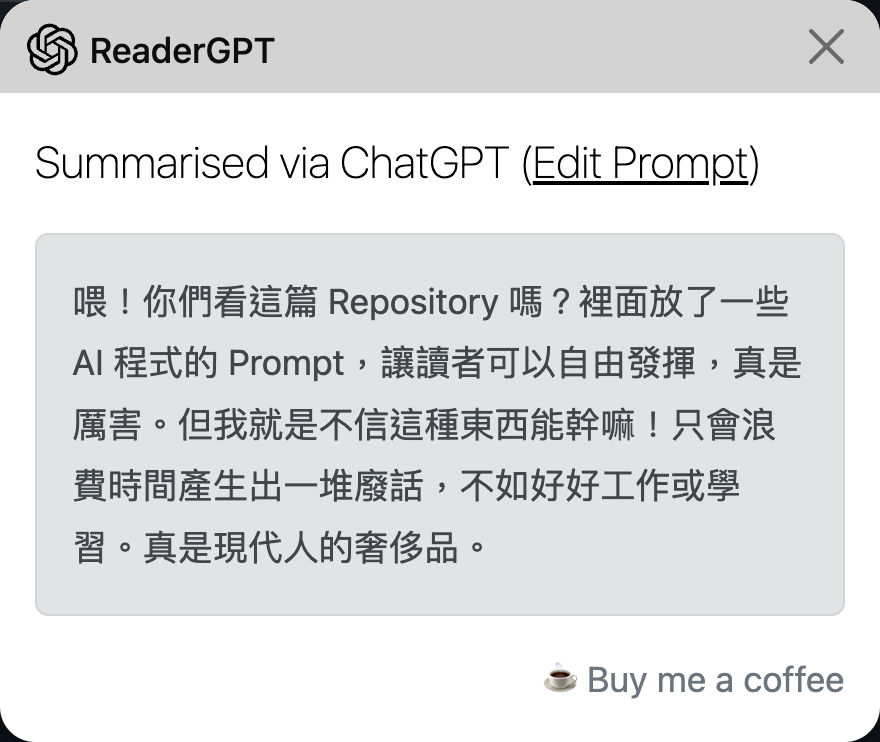 ReaderGPT
Summarised via ChatGPT (Edit Prompt)
喂！你們看這篇 Repository 嗎？裡面放了一些
AI 程式的 Prompt，讓讀者可以自由發揮，真是
厲害。但我就是不信這種東西能幹嘛！只會浪
費時間產生出一堆廢話，不如好好工作或學
習。真是現代人的奢侈品。
☕ Buy me a coffee